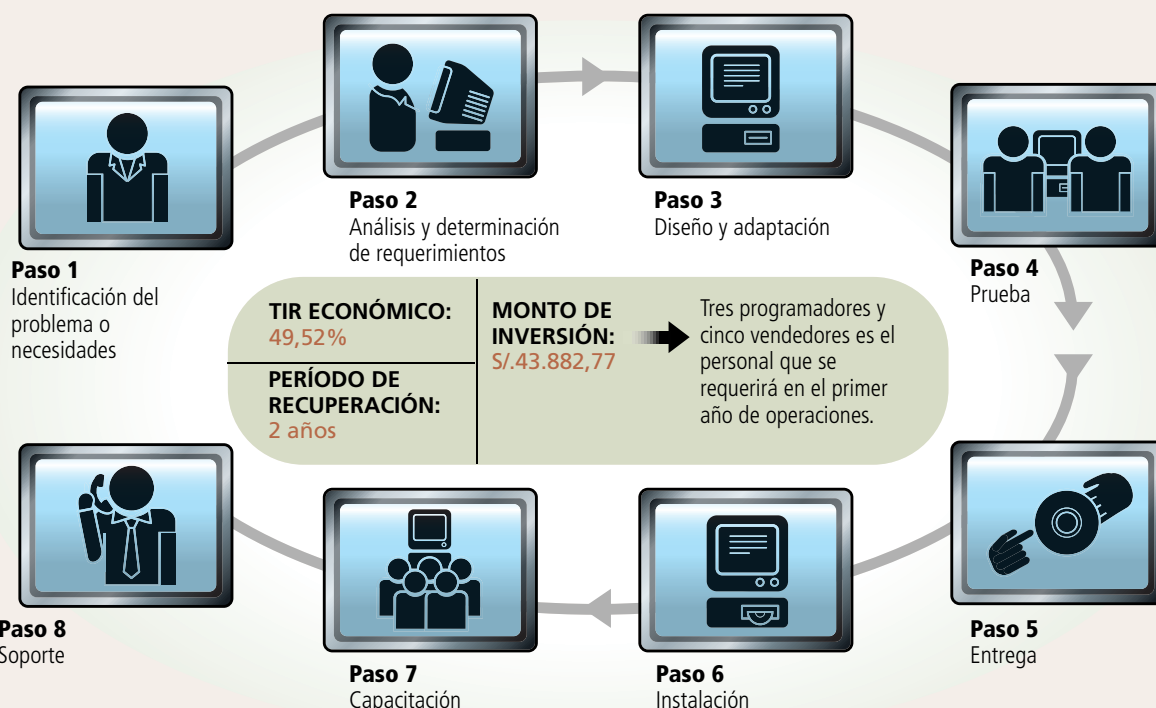 Paso 1
Identificación del
problema o
necesidades
Paso 2
Análisis y determinación
de requerimientos
Paso 3
Diseño y adaptación
Paso 4
Prueba
TIR ECONÓMICO:
49,52%
PERÍODO DE
RECUPERACIÓN:
2 años
MONTO DE
INVERSIÓN:
S/.43.882,77
Tres programadores y
cinco vendedores es el
personal que se
requerirá en el primer
año de operaciones.
Paso 5
Entrega
Paso 6
Instalación
Paso 7
Capacitación
Paso 8
Soporte